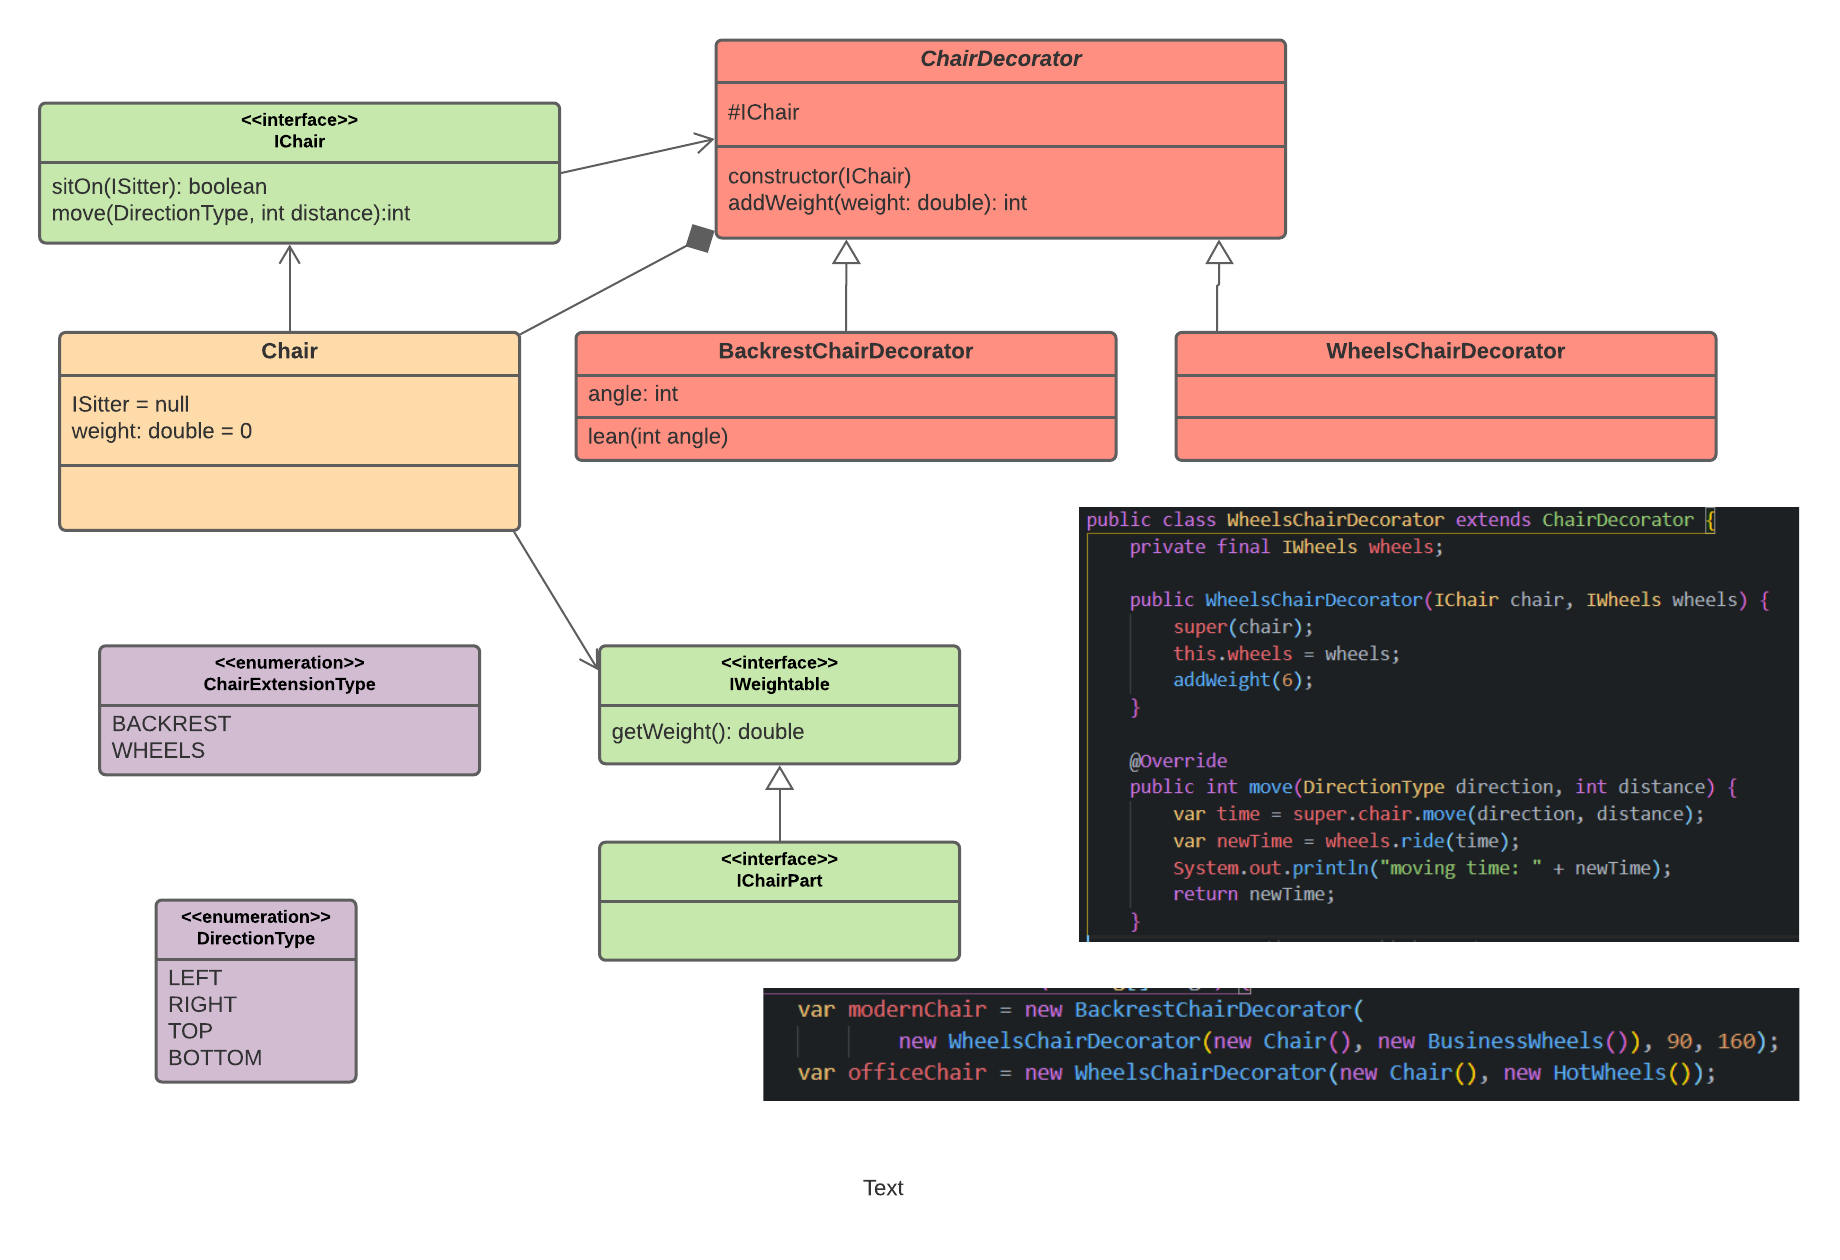 ChairDecorator
#IChair
constructor(IChair)
addWeight(weight: double): int
<<interface>>
IChair
sitOn(ISitter): boolean
move(DirectionType, int distance):int
Chair
ISitter = null
weight: double = 0
BackrestChairDecorator
angle: int
lean(int angle)
WheelsChairDecorator
public class WheelsChairDecorator extends ChairDecorator {
private final IWheels wheels;
public WheelsChairDecorator(IChair chair, IWheels wheels) {
super(chair);
this.wheels = wheels;
addWeight(6);
}
@Override
public int move(DirectionType direction, int distance) {
var time = super.chair.move(direction, distance);
var newTime = wheels.ride(time);
System.out.println("moving time: " + newTime);
return newTime;
}
<<enumeration>>
ChairExtensionType
BACKREST
WHEELS
<<interface>>
IWeightable
getWeight(): double
<<interface>>
IChairPart
<<enumeration>>
DirectionType
LEFT
RIGHT
TOP
BOTTOM
var modernChair = new BackrestChairDecorator(
new WheelsChairDecorator(new Chair(), new BusinessWheels()), 90, 160);
var officeChair = new WheelsChairDecorator(new Chair(), new HotWheels());
Text